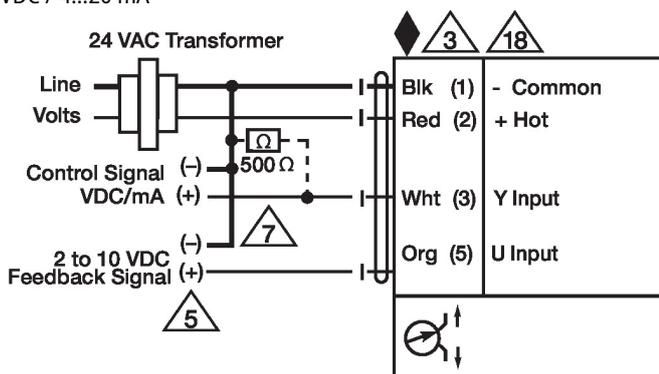 VDC / 4...20 mA
24 VAC Transformer
3
18
Line
Volts
Blk (1) - Common
Red (2) + Hot
Ω
500 Ω
Control Signal (-)
VDC/mA (+)
Wht (3) Y Input
7
(-)
2 to 10 VDC
Feedback Signal (+)
Org (5) U Input
5